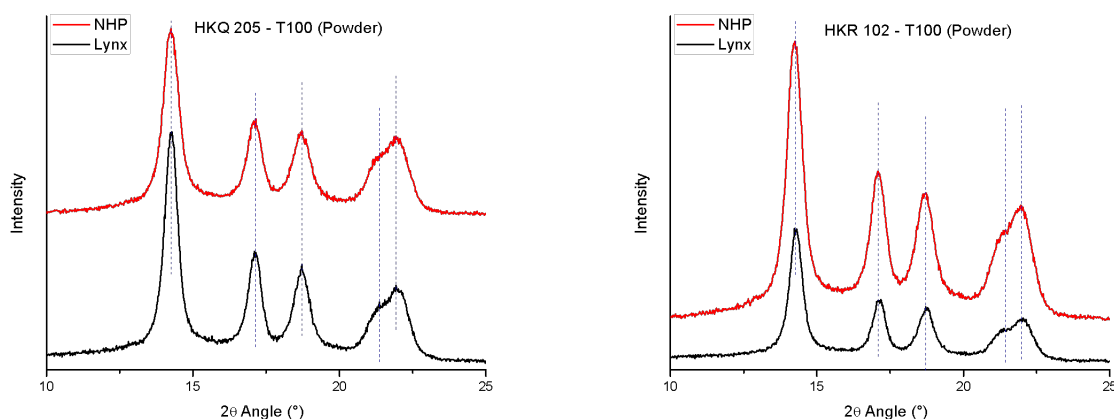 NHP
Lynx
HKQ 205 - T100 (Powder)
Intensity
10
15
20
25
2θ Angle (°)
NHP
Lynx
HKR 102 - T100 (Powder)
Intensity
10
15
20
25
2θ Angle (°)